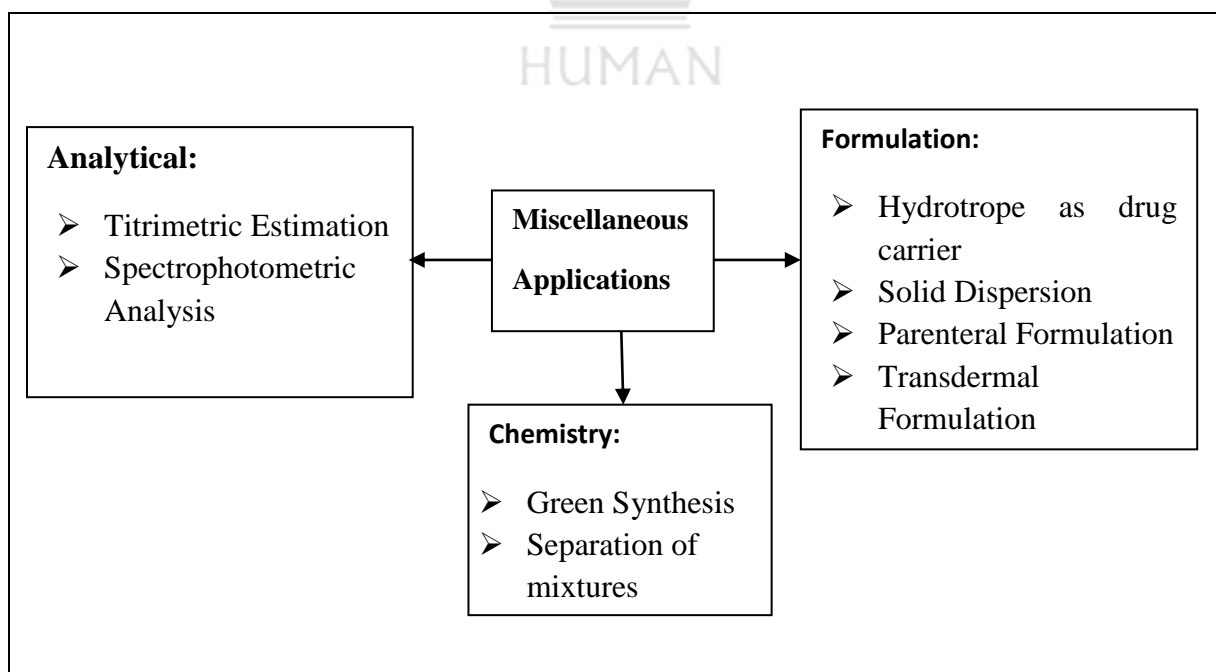 HUMAN
Analytical:
➢ Titrimetric Estimation
➢ Spectrophotometric
Analysis
Miscellaneous
Applications
Formulation:
➢ Hydrotrope as drug
carrier
➢ Solid Dispersion
➢ Parenteral Formulation
➢ Transdermal
Formulation
Chemistry:
➢ Green Synthesis
➢ Separation of
mixtures